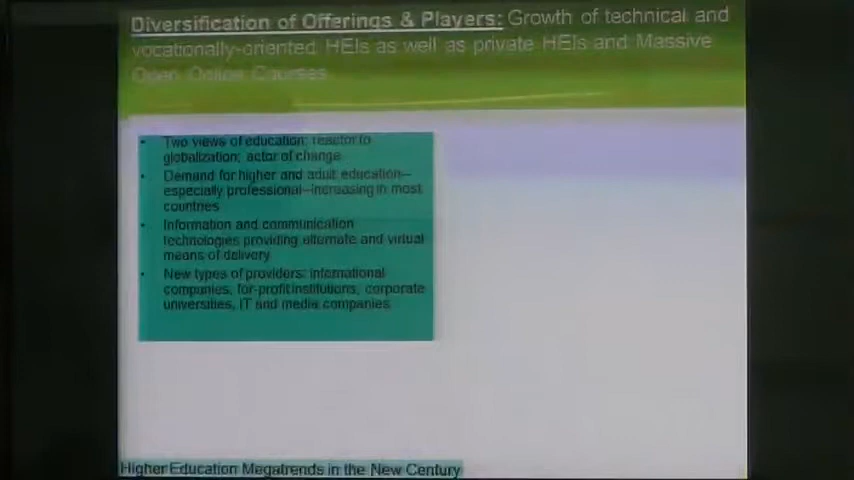 Diversification of Offerings & Players: Growth of technical and
vocationally-oriented HEIs as well as private HEIs and Massive
Open Online Courses
• Two views of education: reactor to
globalization; actor of change
• Demand for higher and adult education--
especially professional--increasing in most
countries
• Information and communication
technologies providing alternate and virtual
means of delivery
• New types of providers: international
companies, for-profit institutions, corporate
universities, IT and media companies
Higher Education Megatrends in the New Century